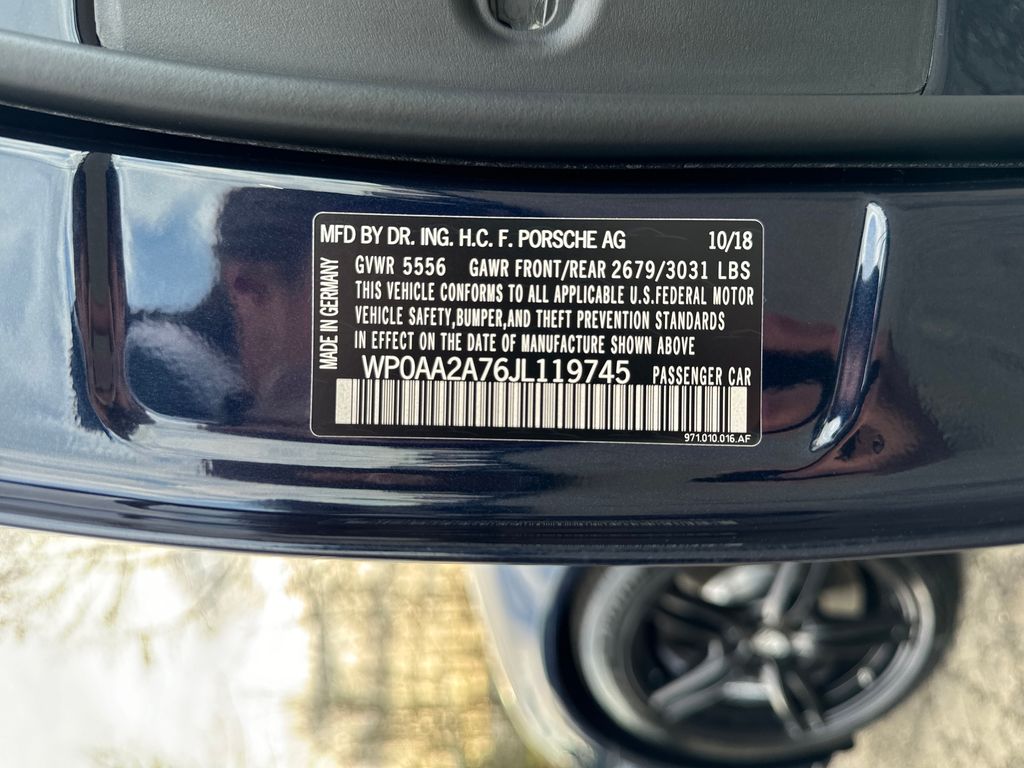 MFD BY DR. ING. H.C. F. PORSCHE AG 10/18
GVWR 5556 GAWR FRONT/REAR 2679/3031 LBS
THIS VEHICLE CONFORMS TO ALL APPLICABLE U.S.FEDERAL MOTOR
VEHICLE SAFETY,BUMPER,AND THEFT PREVENTION STANDARDS
IN EFFECT ON THE DATE OF MANUFACTURE SHOWN ABOVE
WP0AA2A76JL119745 PASSENGER CAR
971.010.016.AF
MADE IN GERMANY